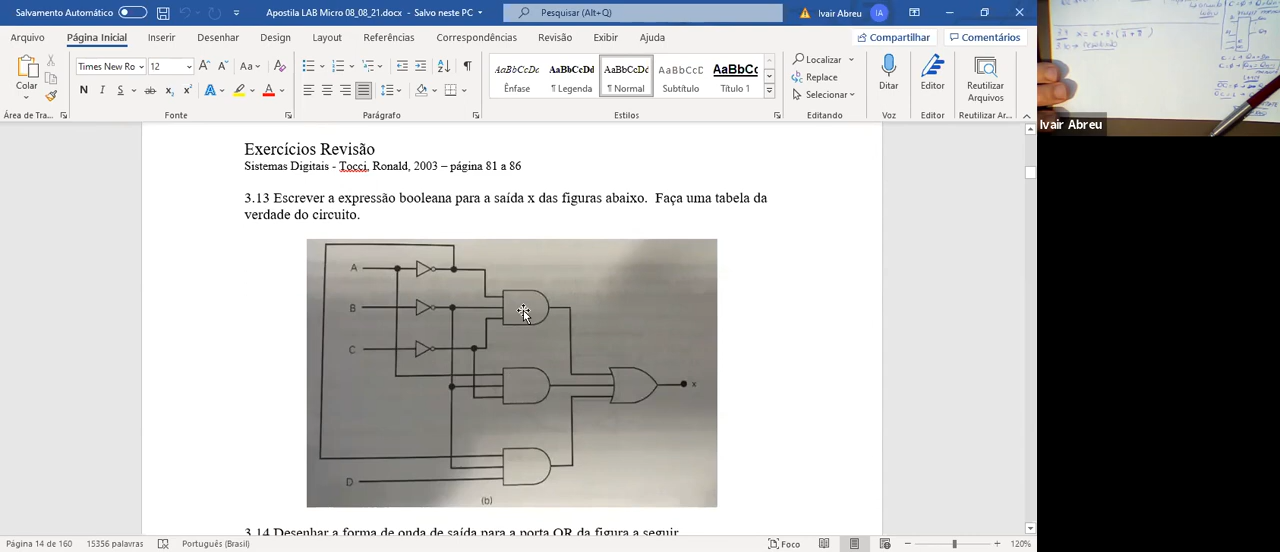 Salvamento Automático
Apostila LAB Micro 08_08_21.docx - Salvo neste PC
Pesquisar (Alt+Q)
Ivair Abreu
IA
Arquivo
Página Inicial
Inserir
Desenhar
Design
Layout
Referências
Correspondências
Revisão
Exibir
Ajuda
Compartilhar
Comentários
Colar
Times New Ro
12
Aa
N I S ab x₂ x²
A
AaBbCcDc
AaBbCcDd
AaBbCcDc
AaBbCcD
AaBbCc
Ênfase
¶ Legenda
¶ Normal
Subtítulo
Título 1
Localizar
Replace
Selecionar
Ditar
Editor
Reutilizar
Arquivos
Área de Tra...
Fonte
Parágrafo
Estilos
Editando
Voz
Editor
Reutilizar Ar...
Ivair Abreu
Exercícios Revisão
Sistemas Digitais - Tocci, Ronald, 2003 – página 81 a 86
3.13 Escrever a expressão booleana para a saída x das figuras abaixo. Faça uma tabela da
verdade do circuito.
A
B
C
x
D
(b)
3.14 Desenhar a forma de onda de saída para a porta OR da figura a seguir
Página 14 de 160
15356 palavras
Português (Brasil)
Foco
120%